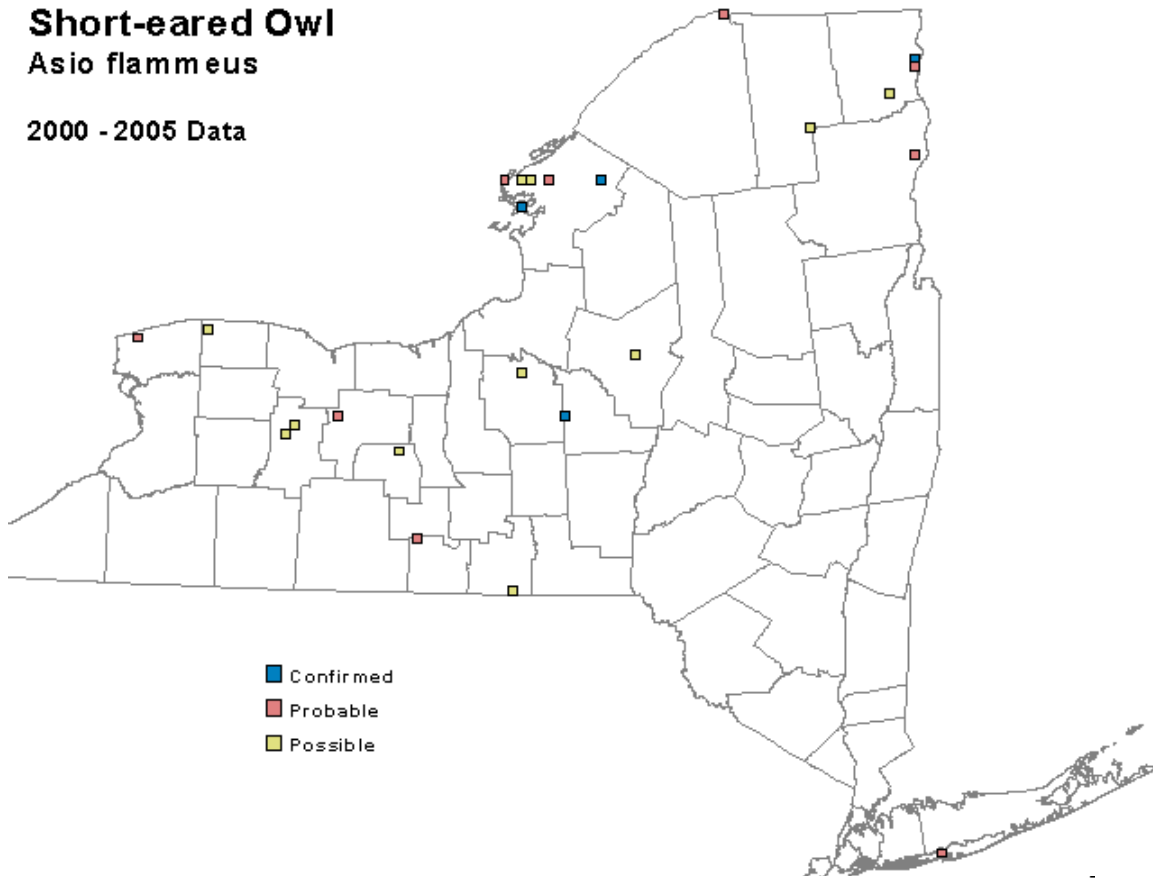 Short-eared Owl
Asio flammeus
2000 - 2005 Data
Confirmed
Probable
Possible